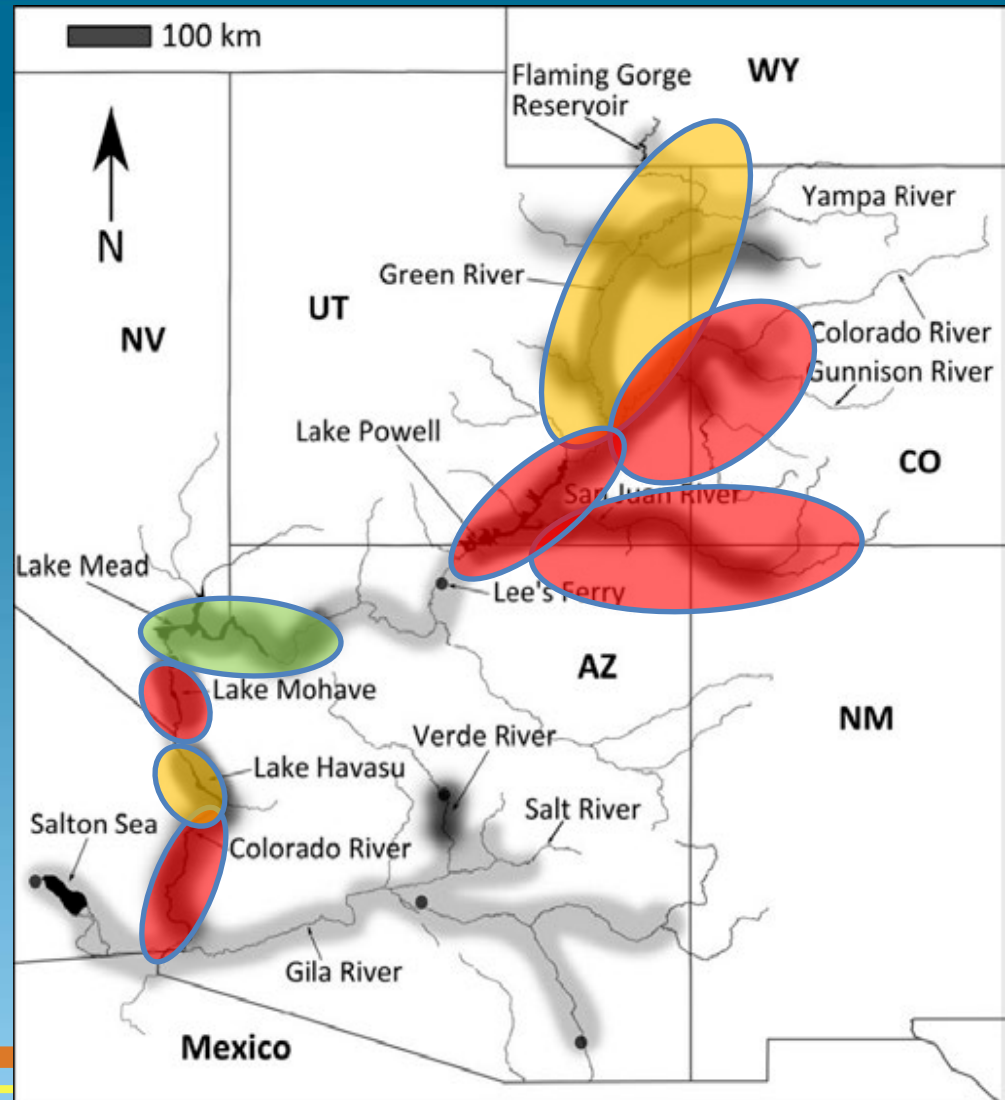 100 km
WY
Flaming Gorge
Reservoir
Yampa River
N
Green River
UT
NV
Colorado River
Gunnison River
Lake Powell
CO
San Juan River
Lake Mead
Lee's Ferry
AZ
Lake Mohave
NM
Verde River
Lake Havasu
Salt River
Salton Sea
Colorado River
Gila River
Mexico